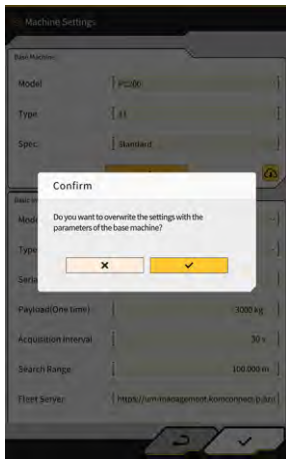 Machine Settings
Base Machine
Model PC200
Type 11
Spec. Standard
Confirm
Do you want to overwrite the settings with the
parameters of the base machine?
Type
Payload(One time) 3000 kg
Acquisition Interval 30 s
Search Range 100.000 m
Fleet Server